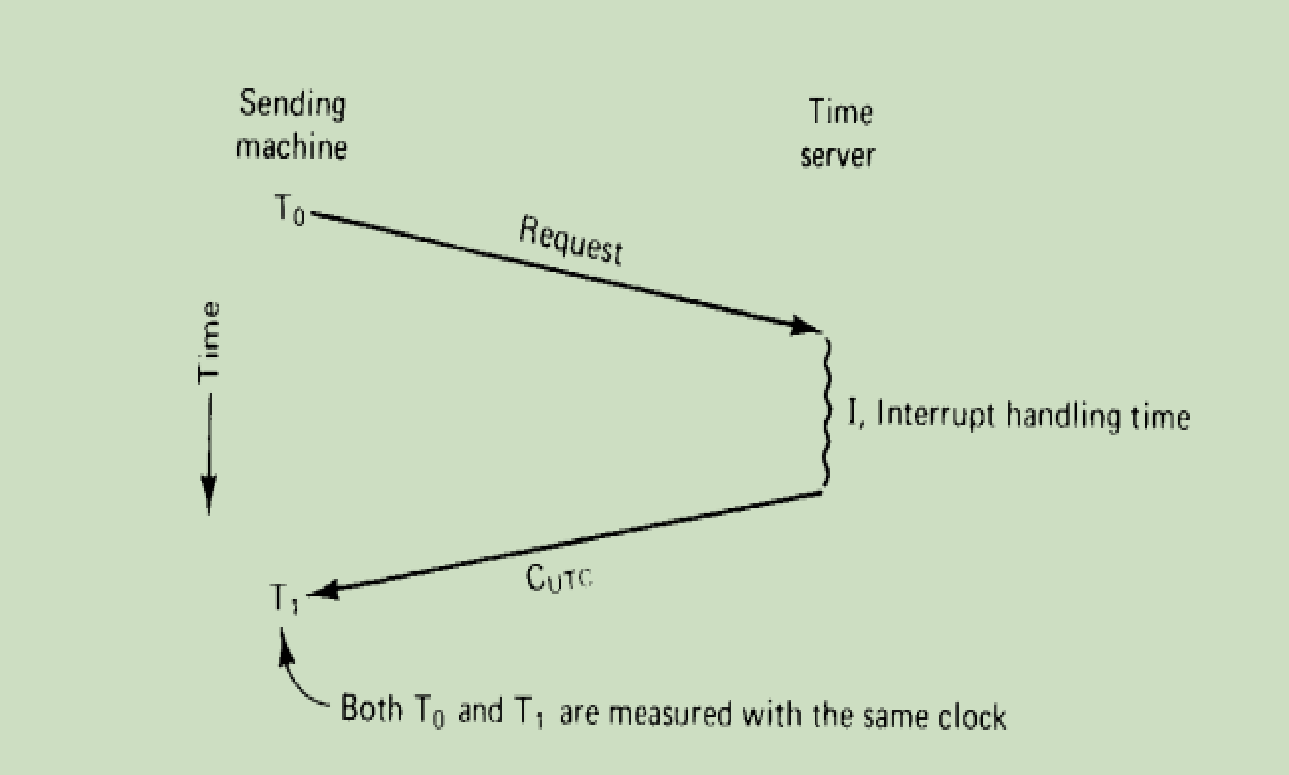 Sending
machine
Time
server
T₀
Request
Time
I, Interrupt handling time
C_UTC
T₁
Both T₀ and T₁ are measured with the same clock